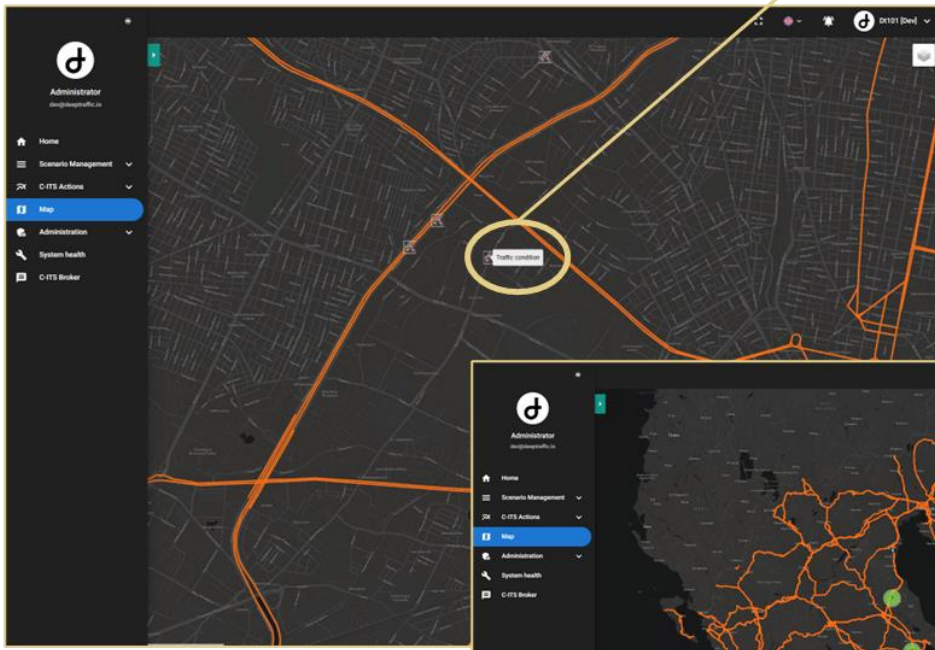 Dt101 [Dev]
Administrator
dev@deeptraffic.io
Home
Scenario Management
C-ITS Actions
Map
Administration
System health
C-ITS Broker
Traffic condition
Administrator
dev@deeptraffic.io
Home
Scenario Management
C-ITS Actions
Map
Administration
System health
C-ITS Broker